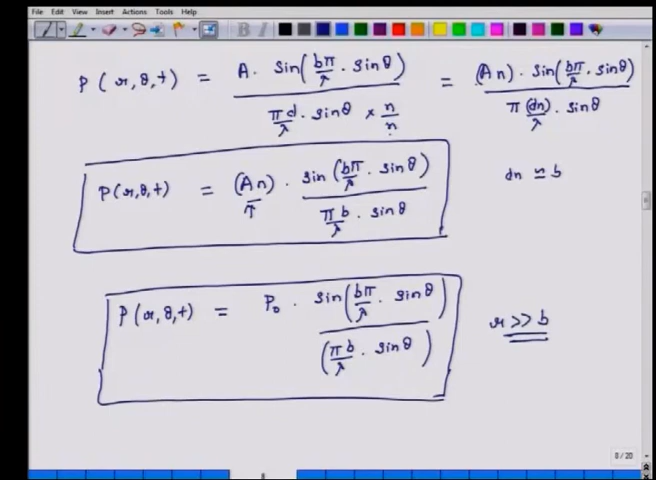 File Edit View Insert Actions Tools Help
P(r,θ,t) = A. sin(bπ/λ . sinθ) / (πd/λ . sinθ × n/n) = (An) . sin(bπ/λ . sinθ) / (π(dn)/λ . sinθ)
P(r,θ,t) = (An) . sin(bπ/λ . sinθ) / (πb/λ . sinθ)
dn ≃ b
P(r,θ,t) = P₀ . sin(bπ/λ . sinθ) / (πb/λ . sinθ)
r >> b
8 / 20